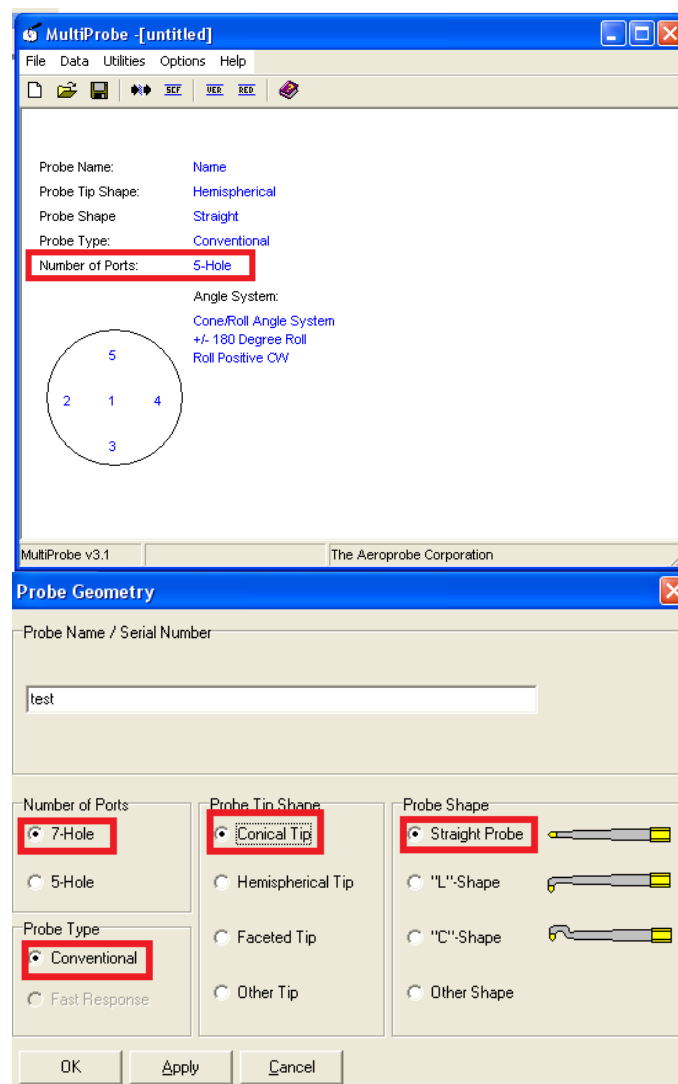 MultiProbe -[untitled]
File Data Utilities Options Help
SCF VER RED
Probe Name: Name
Probe Tip Shape: Hemispherical
Probe Shape Straight
Probe Type: Conventional
Number of Ports: 5-Hole
Angle System:
Cone/Roll Angle System
+/- 180 Degree Roll
Roll Positive CW
5
2 1 4
3
MultiProbe v3.1 The Aeroprobe Corporation
Probe Geometry
Probe Name / Serial Number
test
Number of Ports Probe Tip Shape Probe Shape
7-Hole Conical Tip Straight Probe
5-Hole Hemispherical Tip "L"-Shape
Probe Type
Faceted Tip "C"-Shape
Conventional
Fast Response Other Tip Other Shape
OK Apply Cancel